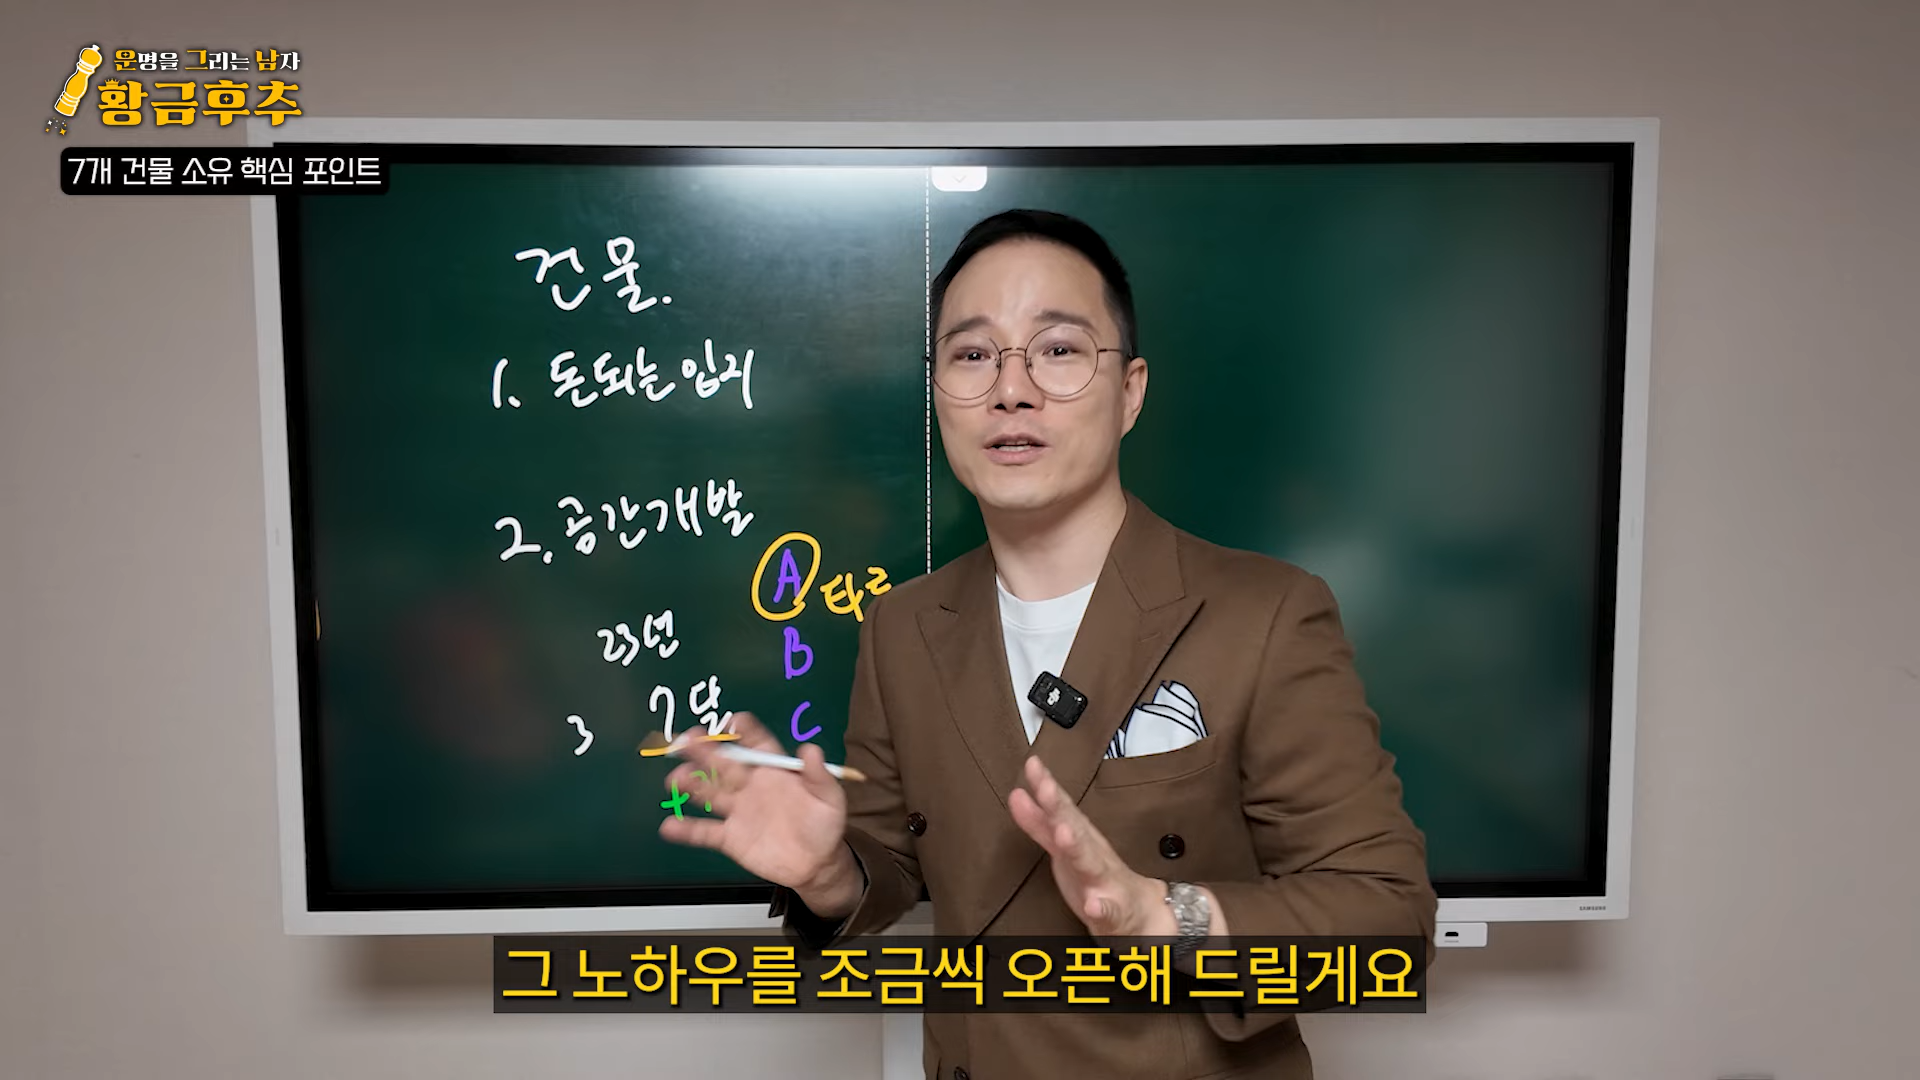 운명을 그리는 남자
황금후추
7개 건물 소유 핵심 포인트
건물.
1. 돈되는 입지
2. 공간개발
A 타로
B
C
23년
3 7달
+
SAMSUNG
그 노하우를 조금씩 오픈해 드릴게요